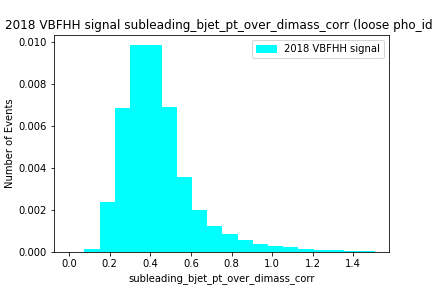 2018 VBFHH signal subleading_bjet_pt_over_dimass_corr (loose pho_id
2018 VBFHH signal
Number of Events
0.010
0.008
0.006
0.004
0.002
0.000
0.0 0.2 0.4 0.6 0.8 1.0 1.2 1.4
subleading_bjet_pt_over_dimass_corr